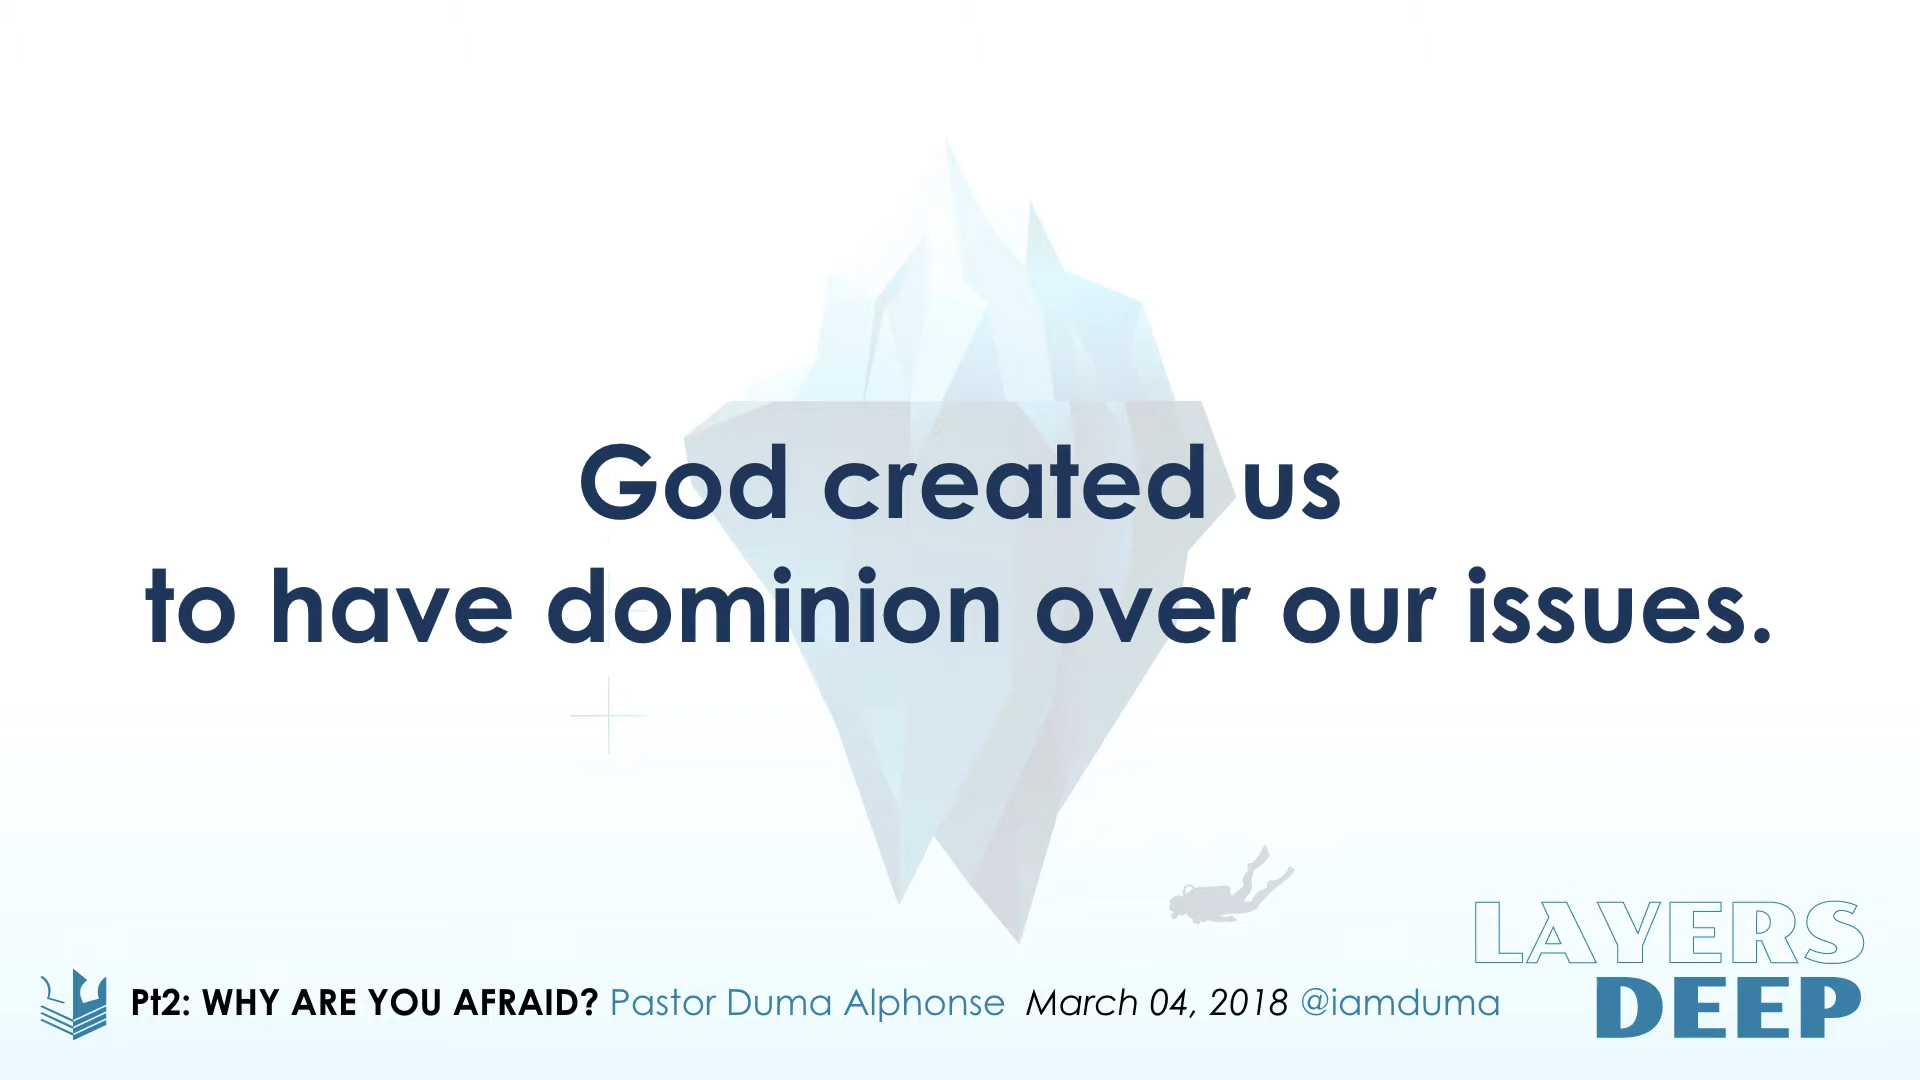 God created us
to have dominion over our issues.
Pt2: WHY ARE YOU AFRAID? Pastor Duma Alphonse March 04, 2018 @iamduma
LAYERS
DEEP